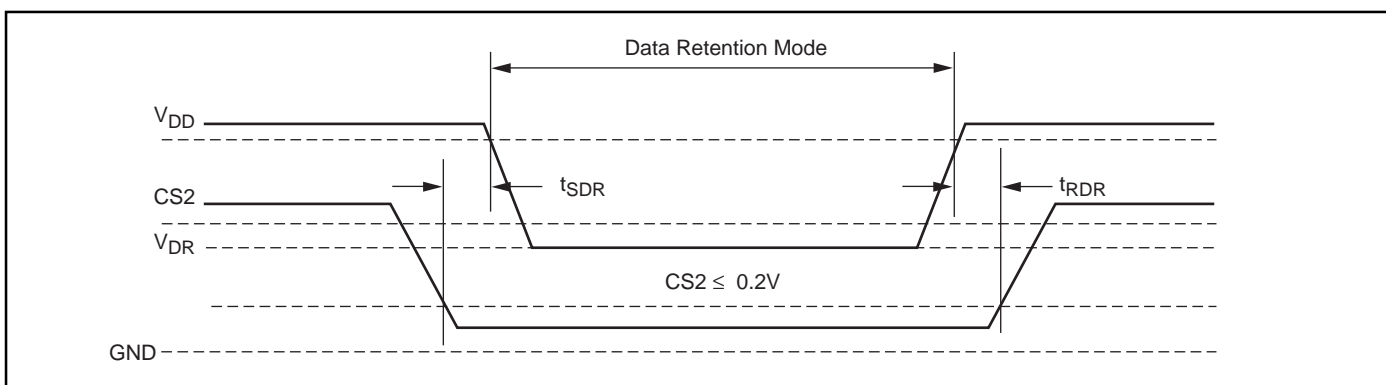 Data Retention Mode
VDD
tSDR
tRDR
CS2
VDR
CS2 ≤ 0.2V
GND